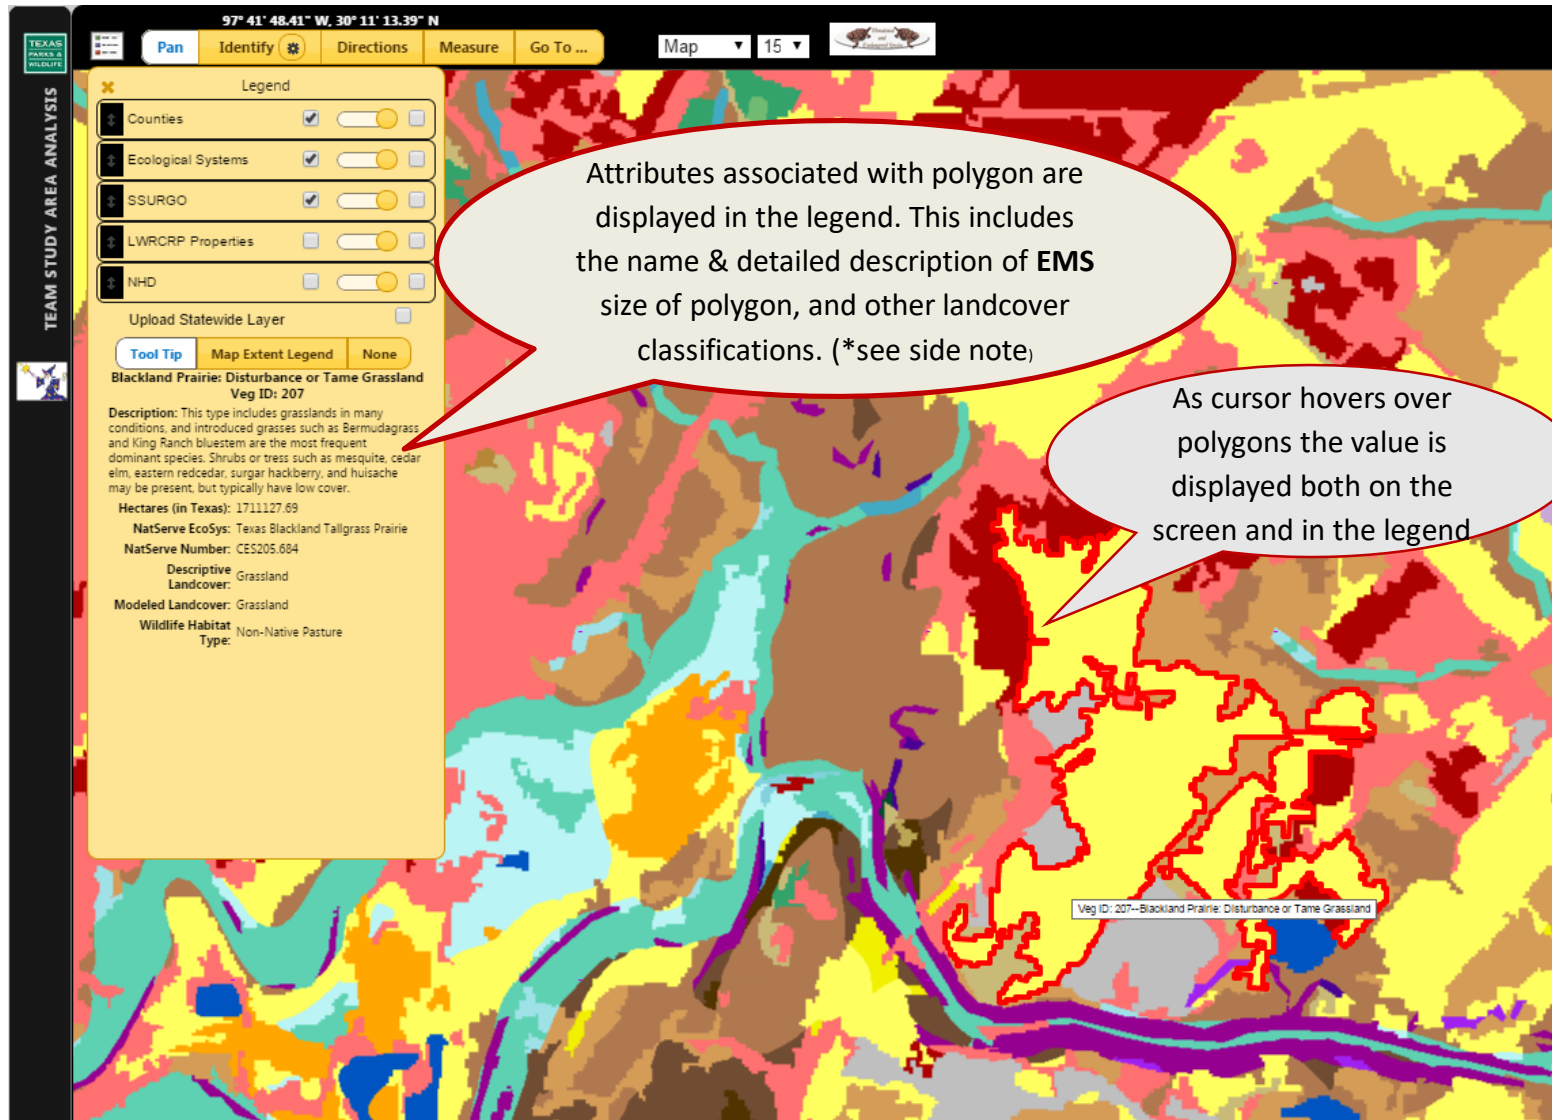 97° 41' 48.41" W, 30° 11' 13.39" N
TEXAS
PARKS &
WILDLIFE
Pan
Identify
Directions
Measure
Go To ...
Map
15
TEAM STUDY AREA ANALYSIS
Legend
Counties
Ecological Systems
SSURGO
LWRCRP Properties
NHD
Upload Statewide Layer
Tool Tip
Map Extent Legend
None
Blackland Prairie: Disturbance or Tame Grassland
Veg ID: 207
Description: This type includes grasslands in many
conditions, and introduced grasses such as Bermudagrass
and King Ranch bluestem are the most frequent
dominant species. Shrubs or tress such as mesquite, cedar
elm, eastern redcedar, surgar hackberry, and huisache
may be present, but typically have low cover.
Hectares (in Texas): 1711127.69
NatServe EcoSys: Texas Blackland Tallgrass Prairie
NatServe Number: CES205.684
Descriptive
Landcover: Grassland
Modeled Landcover: Grassland
Wildlife Habitat
Type: Non-Native Pasture
Attributes associated with polygon are
displayed in the legend. This includes
the name & detailed description of EMS
size of polygon, and other landcover
classifications. (*see side note)
As cursor hovers over
polygons the value is
displayed both on the
screen and in the legend
Veg ID: 207--Blackland Prairie: Disturbance or Tame Grassland